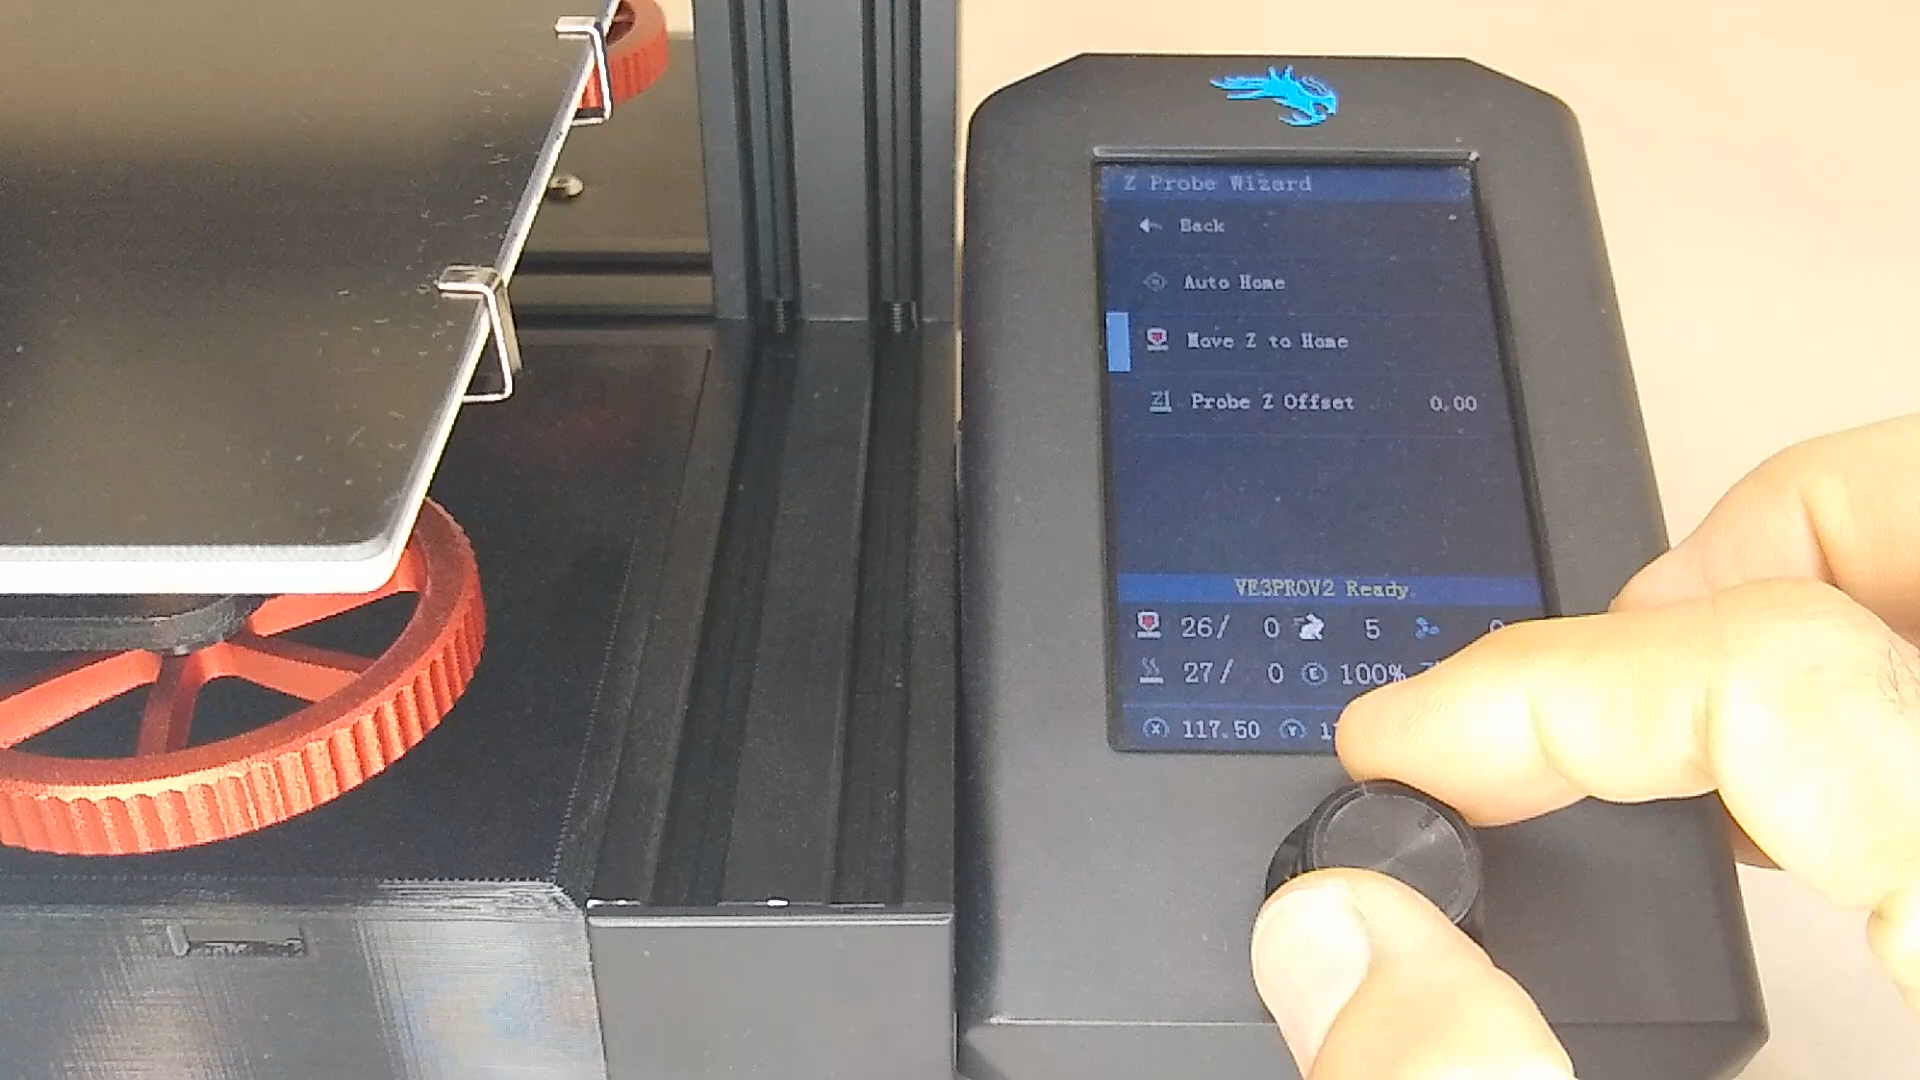 Z Probe Wizard
Back
Auto Home
Move Z to Home
Probe Z Offset 0.00
VE3PROV2 Ready.
26/ 0 5
27/ 0 E 100%
X 117.50 Y